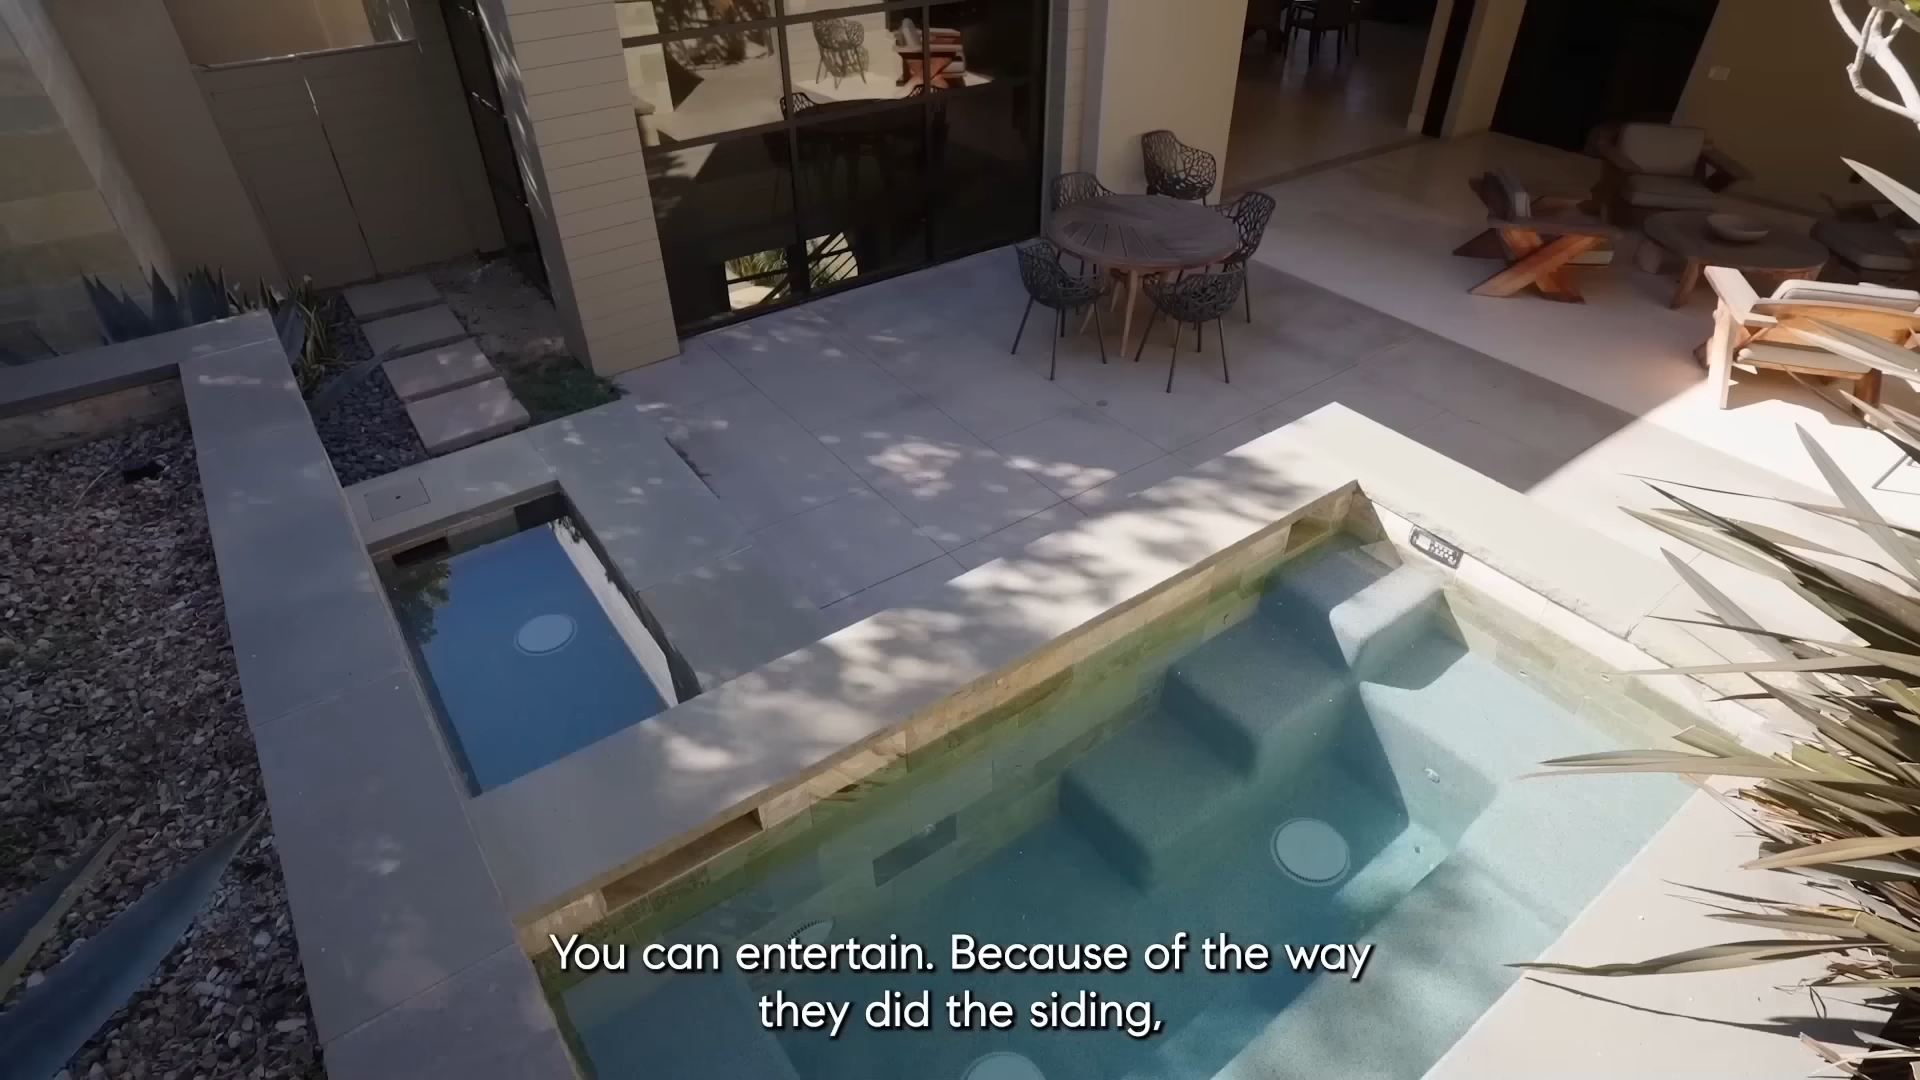 You can entertain. Because of the way
they did the siding,